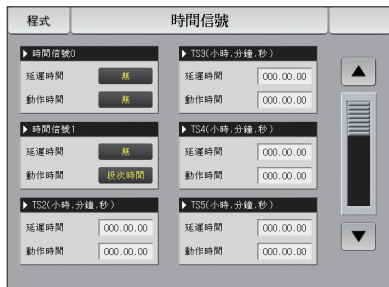 程式
時間信號
▶ 時間信號0
延遲時間 無
動作時間 無
▶ 時間信號1
延遲時間 無
動作時間 段次時間
▶ TS2(小時.分鐘.秒)
延遲時間 000.00.00
動作時間 000.00.00
▶ TS3(小時.分鐘.秒)
延遲時間 000.00.00
動作時間 000.00.00
▶ TS4(小時.分鐘.秒)
延遲時間 000.00.00
動作時間 000.00.00
▶ TS5(小時.分鐘.秒)
延遲時間 000.00.00
動作時間 000.00.00